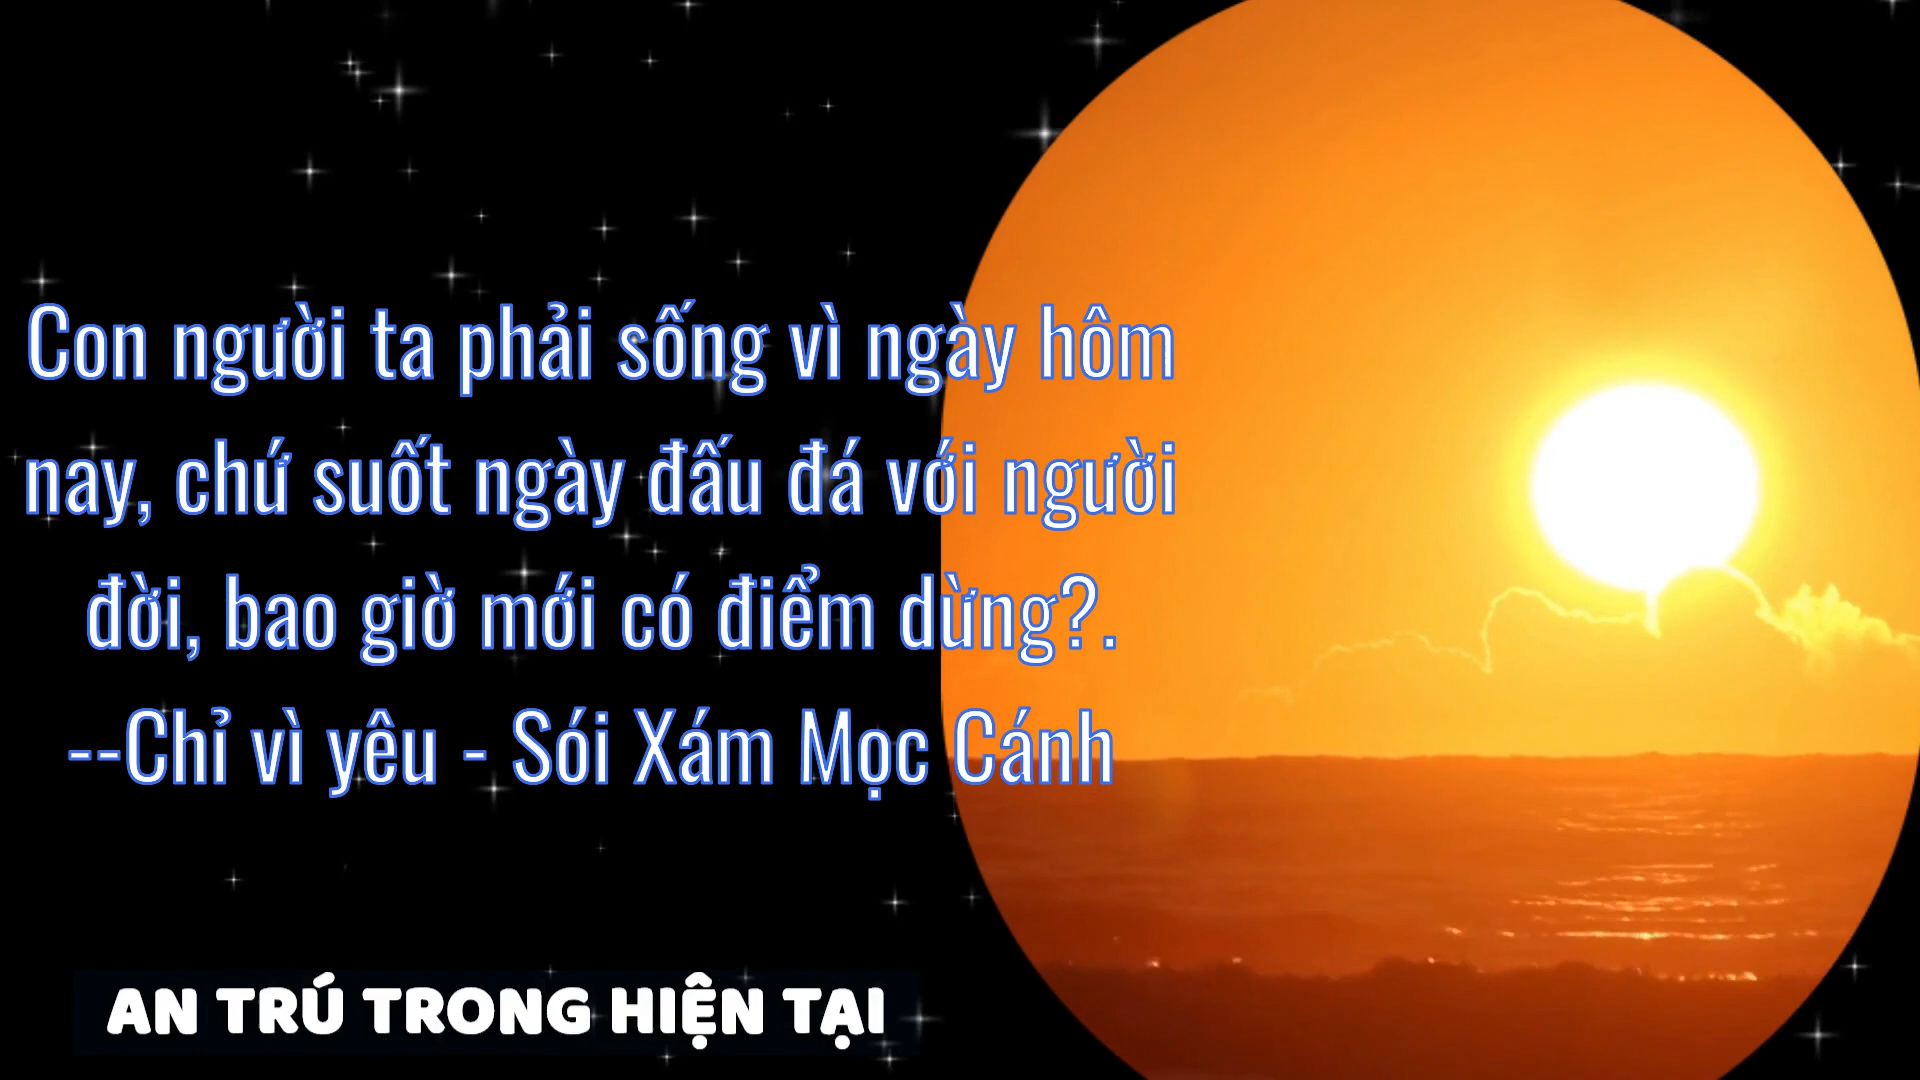 Con người ta phải sống vì ngày hôm
nay, chứ suốt ngày đấu đá với người
đời, bao giờ mới có điểm dừng?.
--Chỉ vì yêu - Sói Xám Mọc Cánh
AN TRÚ TRONG HIỆN TẠI